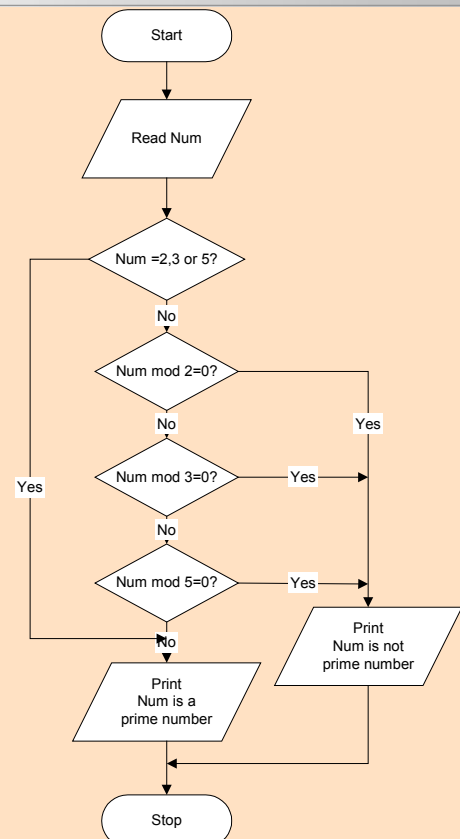 Start
Read Num
Num =2,3 or 5?
No
Num mod 2=0?
Yes
No
Num mod 3=0?
Yes
Yes
No
Num mod 5=0?
Yes
No
Print
Num is not
prime number
Print
Num is a
prime number
Stop